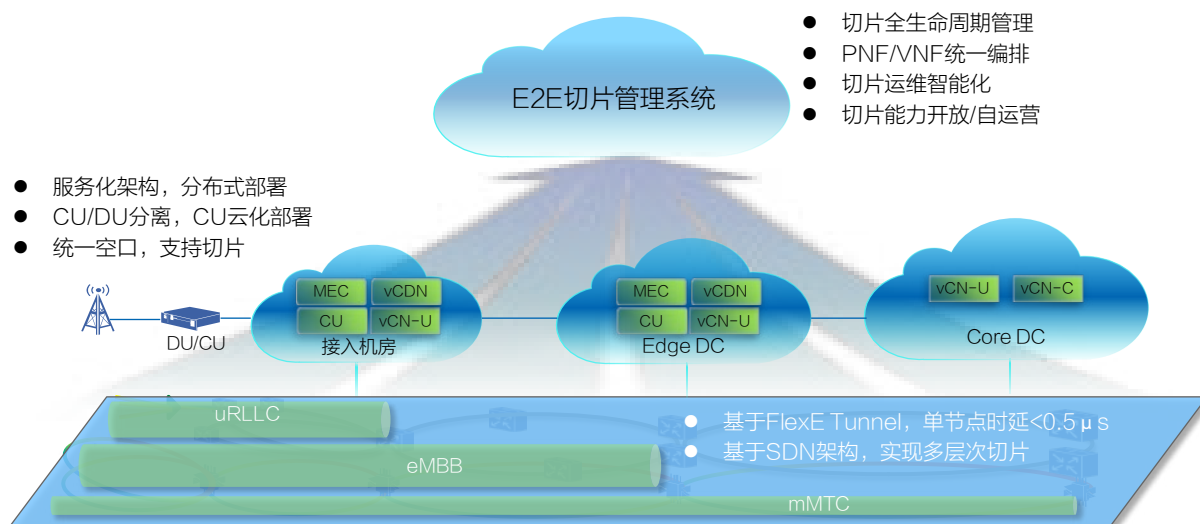 ● 切片全生命周期管理
● PNF/VNF统一编排
● 切片运维智能化
● 切片能力开放/自运营
E2E切片管理系统
● 服务化架构，分布式部署
● CU/DU分离，CU云化部署
● 统一空口，支持切片
DU/CU
MEC vCDN
CU vCN-U
接入机房
MEC vCDN
CU vCN-U
Edge DC
vCN-U vCN-C
Core DC
uRLLC
eMBB
mMTC
● 基于FlexE Tunnel，单节点时延<0.5μs
● 基于SDN架构，实现多层次切片